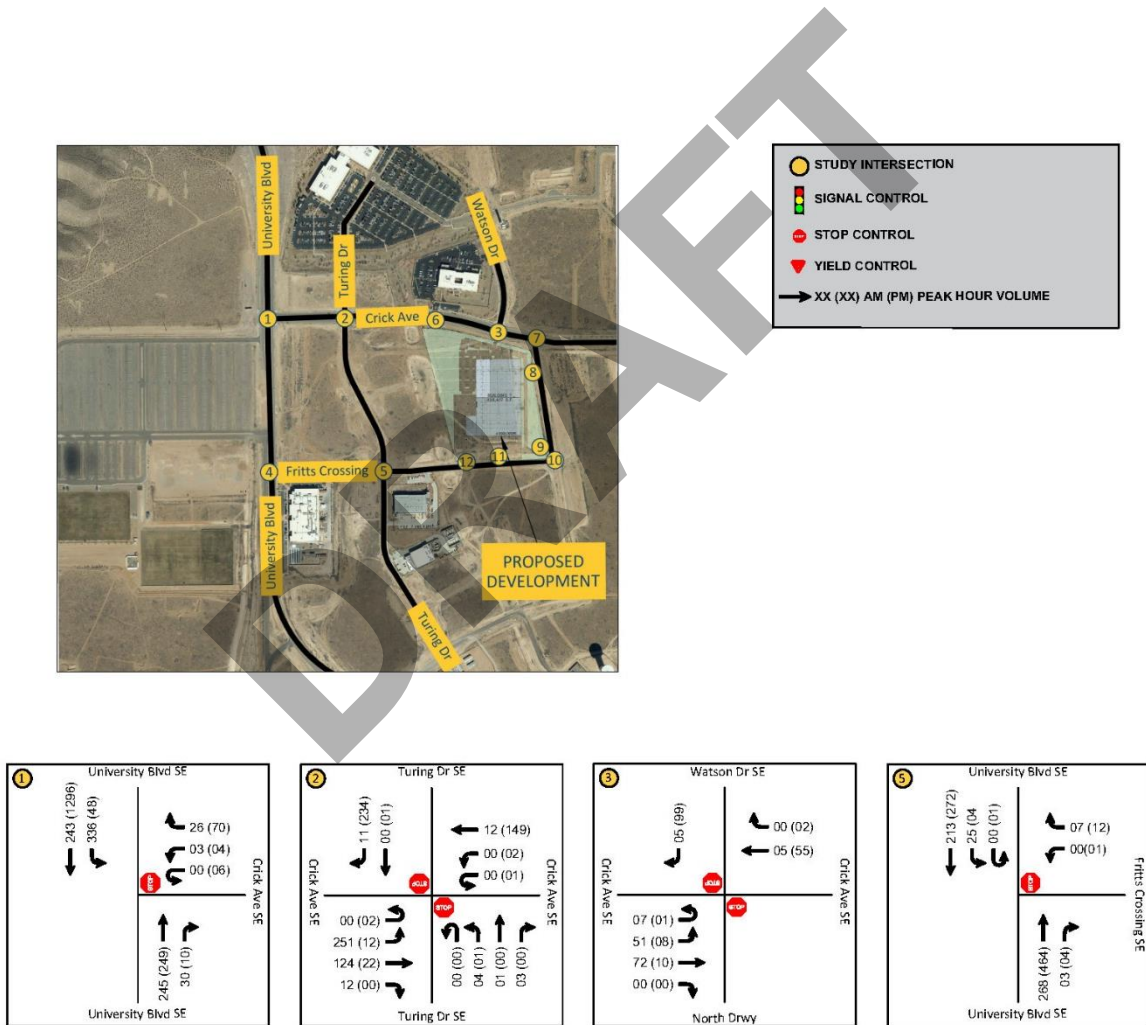 DRAFT
STUDY INTERSECTION
SIGNAL CONTROL
STOP
STOP CONTROL
YIELD CONTROL
XX (XX) AM (PM) PEAK HOUR VOLUME
University Blvd
Turing Dr
Watson Dr
1
2
Crick Ave
6
3
7
8
9
10
11
12
4
Fritts Crossing
5
University Blvd
PROPOSED
DEVELOPMENT
Turing Dr
1
University Blvd SE
243 (1296)
336 (48)
26 (70)
03 (04)
00 (06)
STOP
Crick Ave SE
245 (249)
30 (10)
University Blvd SE
2
Turing Dr SE
11 (234)
00 (01)
12 (149)
00 (02)
00 (01)
STOP
STOP
Crick Ave SE
Crick Ave SE
00 (02)
251 (12)
124 (22)
12 (00)
00 (00)
04 (01)
01 (00)
03 (00)
Turing Dr SE
3
Watson Dr SE
05 (99)
00 (02)
05 (55)
STOP
STOP
Crick Ave SE
Crick Ave SE
07 (01)
51 (08)
72 (10)
00 (00)
North Drwy
5
University Blvd SE
213 (272)
25 (04
00 (01)
07 (12)
00(01)
STOP
Fritts Crossing SE
268 (464)
03 (04)
University Blvd SE